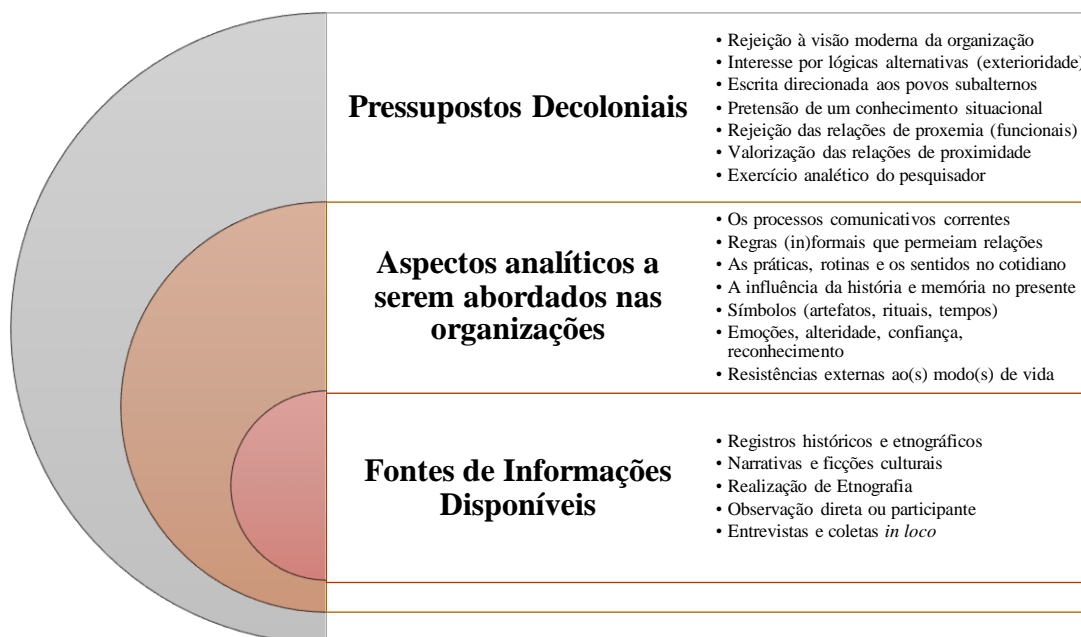 Pressupostos Decoloniais
• Rejeição à visão moderna da organização
• Interesse por lógicas alternativas (exterioridade)
• Escrita direcionada aos povos subalternos
• Pretensão de um conhecimento situacional
• Rejeição das relações de proxemia (funcionais)
• Valorização das relações de proximidade
• Exercício analético do pesquisador
Aspectos analíticos a
serem abordados nas
organizações
• Os processos comunicativos correntes
• Regras (in)formais que permeiam relações
• As práticas, rotinas e os sentidos no cotidiano
• A influência da história e memória no presente
• Símbolos (artefatos, rituais, tempos)
• Emoções, alteridade, confiança,
reconhecimento
• Resistências externas ao(s) modo(s) de vida
Fontes de Informações
Disponíveis
• Registros históricos e etnográficos
• Narrativas e ficções culturais
• Realização de Etnografia
• Observação direta ou participante
• Entrevistas e coletas in loco